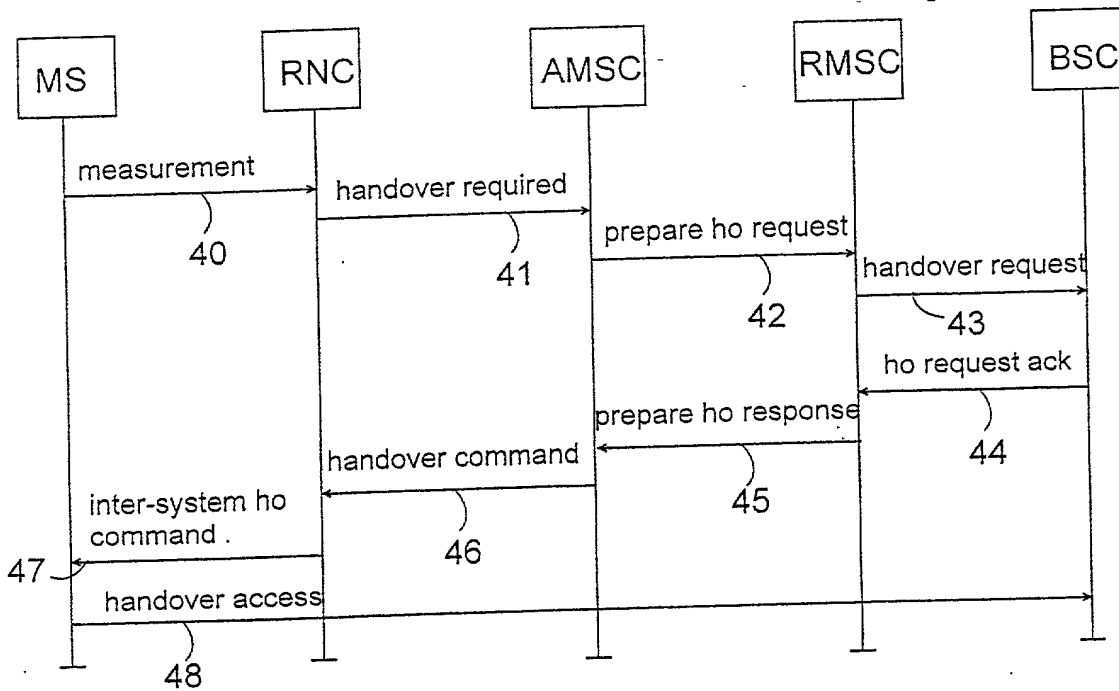 MS
RNC
AMSC
RMSC
BSC
measurement
40
handover required
41
prepare ho request
42
handover request
43
ho request ack
44
prepare ho response
45
handover command
46
inter-system ho
command .
47
handover access
48